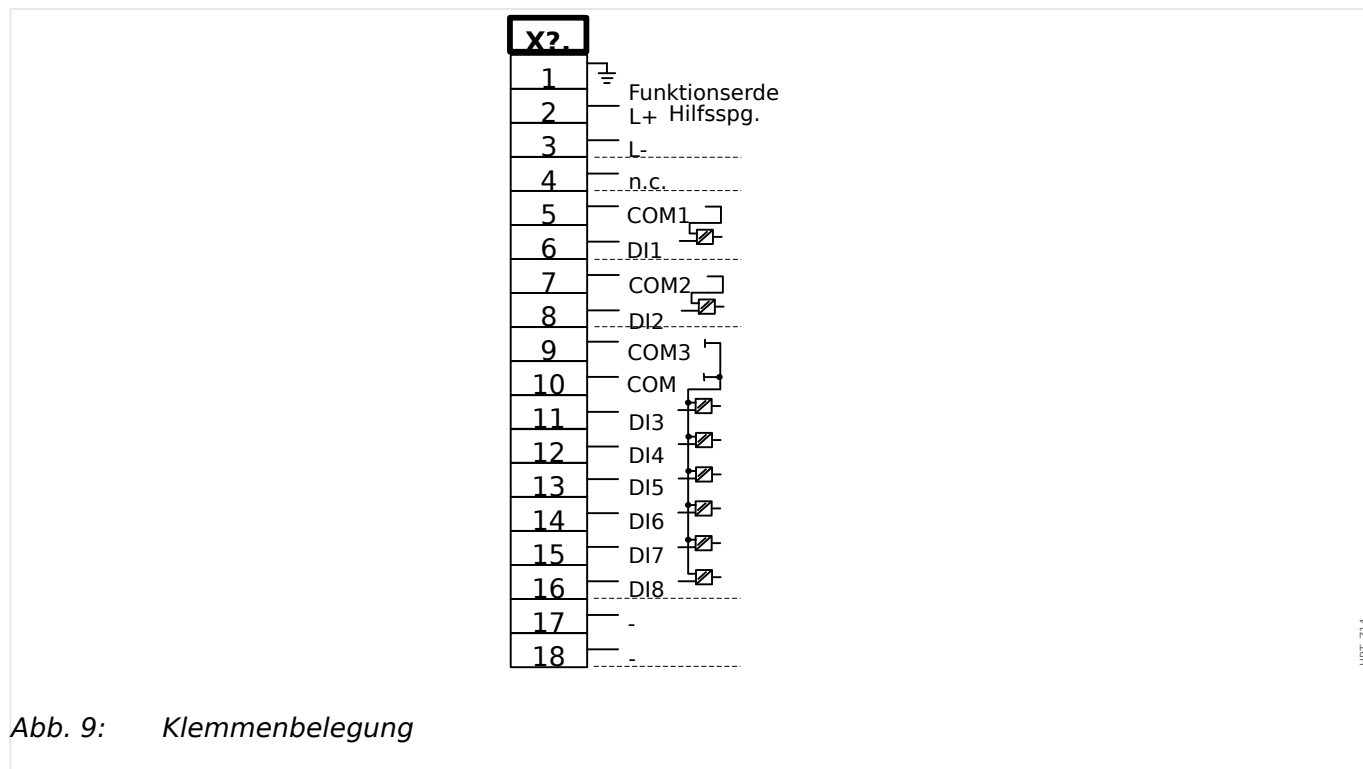 X?.
1
Funktionserde
2 L+ Hilfsspg.
3 L-
4 n.c.
5 COM1
6 DI1
7 COM2
8 DI2
9 COM3
10 COM
11 DI3
12 DI4
13 DI5
14 DI6
15 DI7
16 DI8
17 -
18 -
Abb. 9: Klemmenbelegung